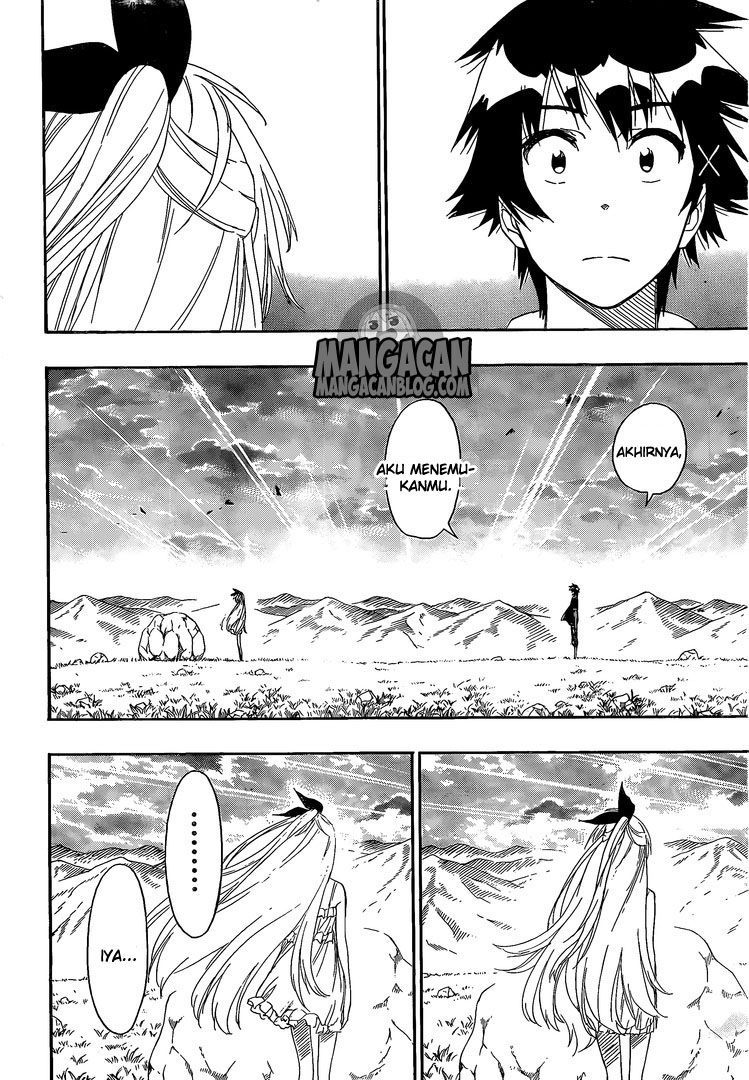 MANGACAN
MANGACANBLOG.COM
AKHIRNYA,
AKU MENEMU-
KANMU.
.........
IYA...